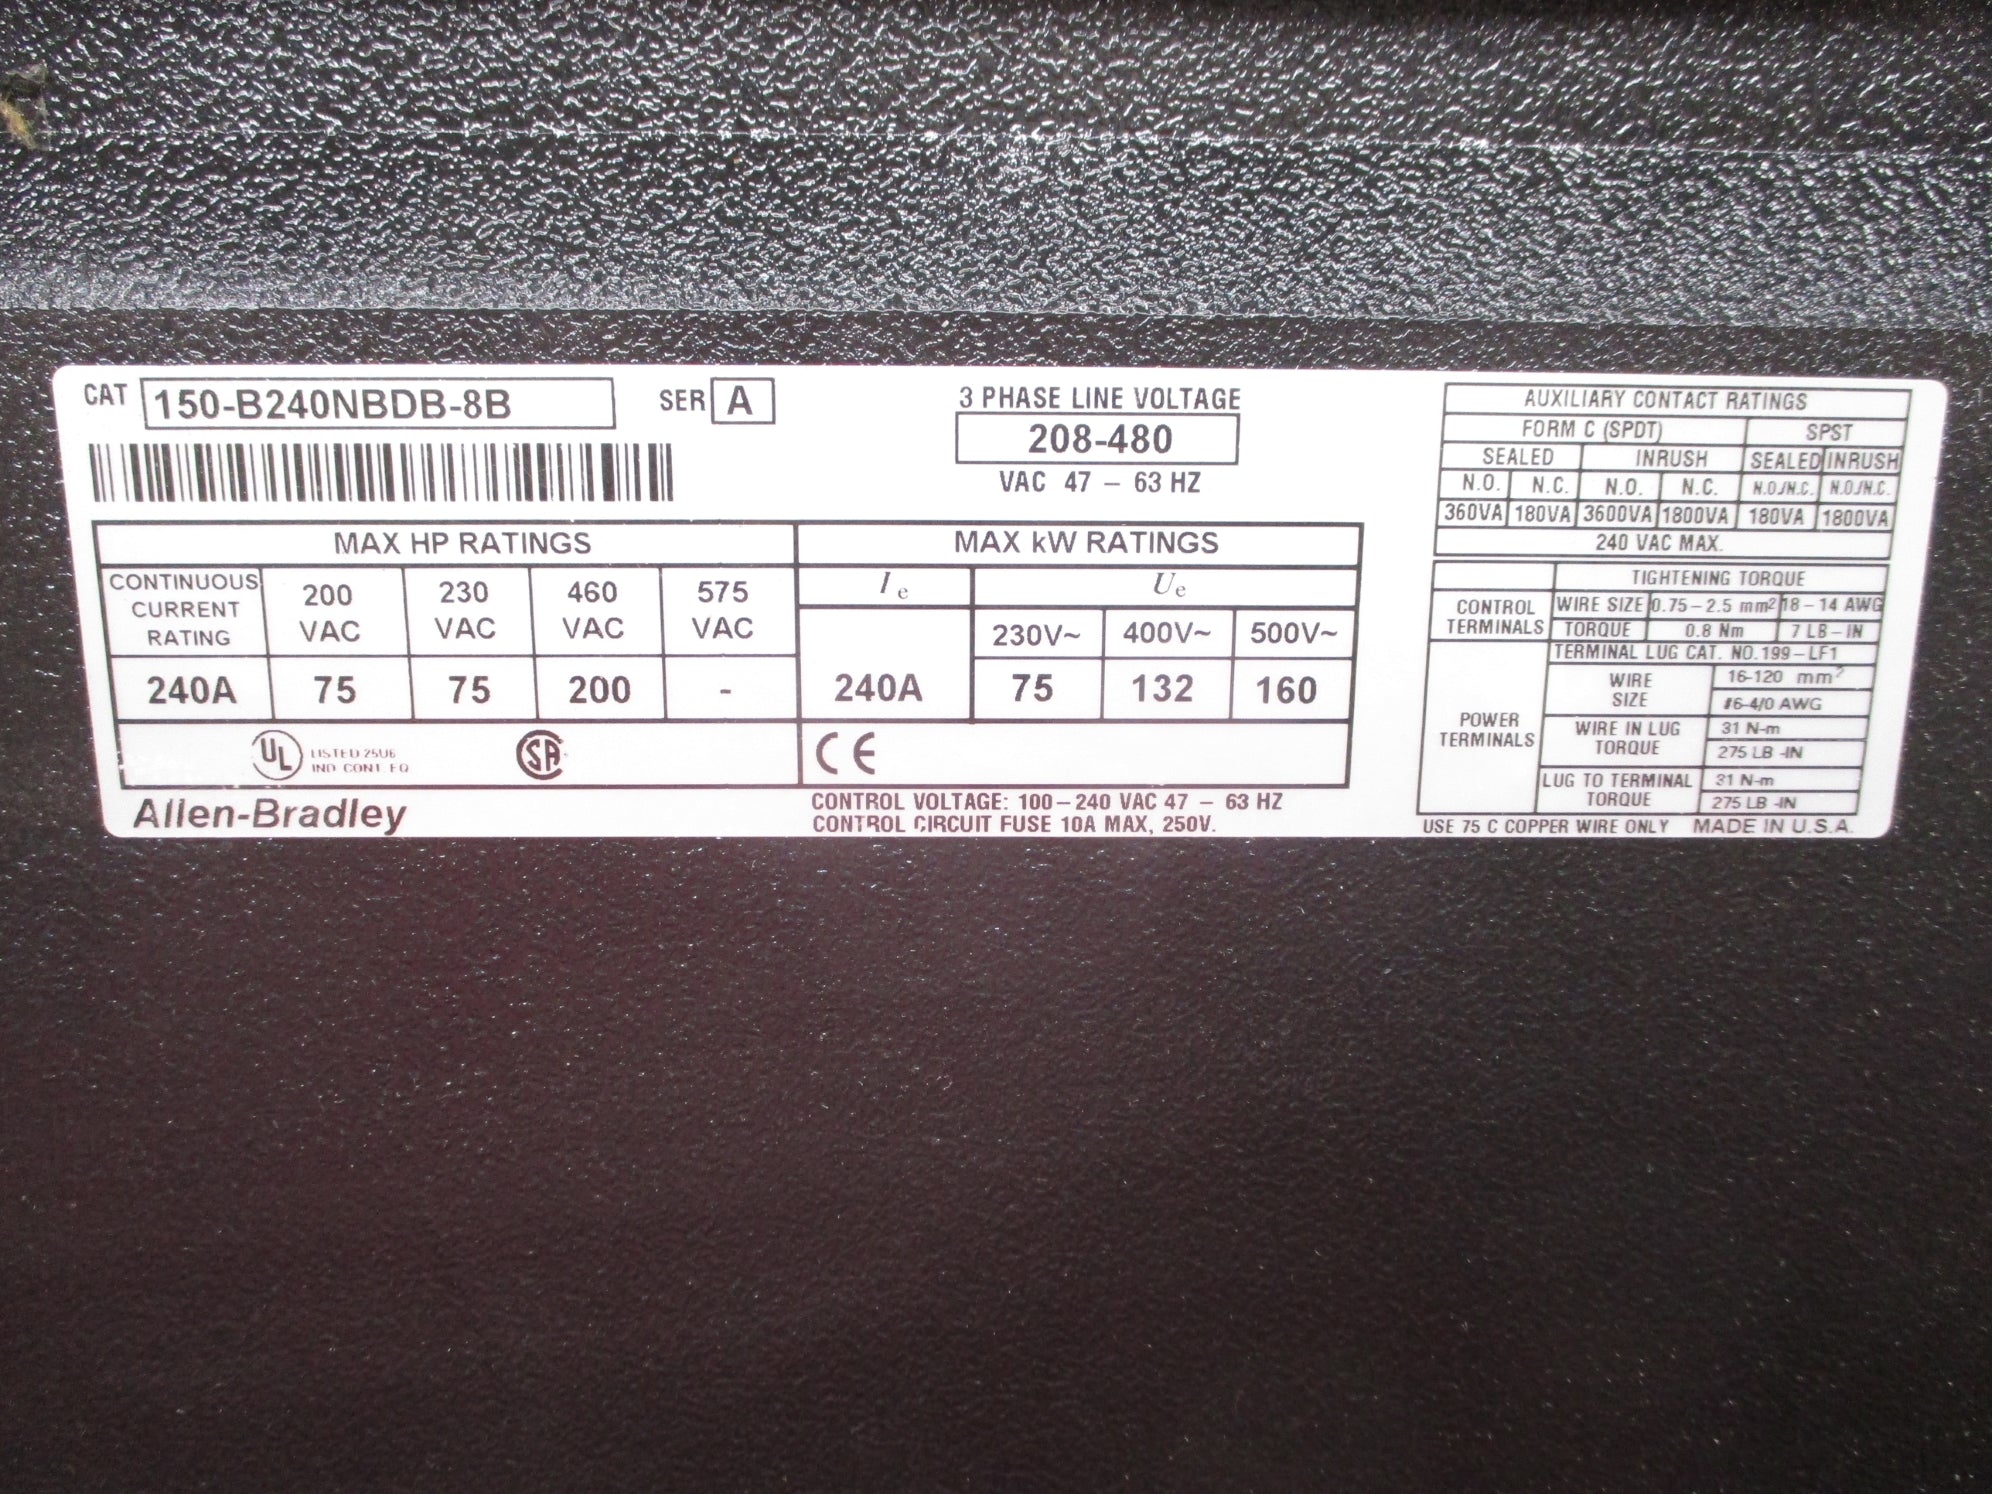 CAT 150-B240NBDB-8B SER A
3 PHASE LINE VOLTAGE
208-480
VAC 47 – 63 HZ
MAX HP RATINGS
CONTINUOUS CURRENT RATING 200 VAC 230 VAC 460 VAC 575 VAC
240A 75 75 200 -
MAX kW RATINGS
Ie Ue
230V~ 400V~ 500V~
240A 75 132 160
UL LISTED 25U6
IND CONT. EQ
SA
CE
Allen-Bradley
CONTROL VOLTAGE: 100–240 VAC 47 – 63 HZ
CONTROL CIRCUIT FUSE 10A MAX, 250V.
AUXILIARY CONTACT RATINGS
FORM C (SPDT) SPST
SEALED INRUSH SEALED INRUSH
N.O. N.C. N.O. N.C. N.O./N.C. N.O./N.C.
360VA 180VA 3600VA 1800VA 180VA 1800VA
240 VAC MAX.
TIGHTENING TORQUE
CONTROL TERMINALS
WIRE SIZE 0.75–2.5 mm² 18–14 AWG
TORQUE 0.8 Nm 7 LB–IN
POWER TERMINALS
TERMINAL LUG CAT. NO. 199–LF1
WIRE SIZE 16-120 mm²
#6-4/0 AWG
WIRE IN LUG TORQUE 31 N-m
275 LB -IN
LUG TO TERMINAL TORQUE 31 N-m
275 LB -IN
USE 75 C COPPER WIRE ONLY MADE IN U.S.A.